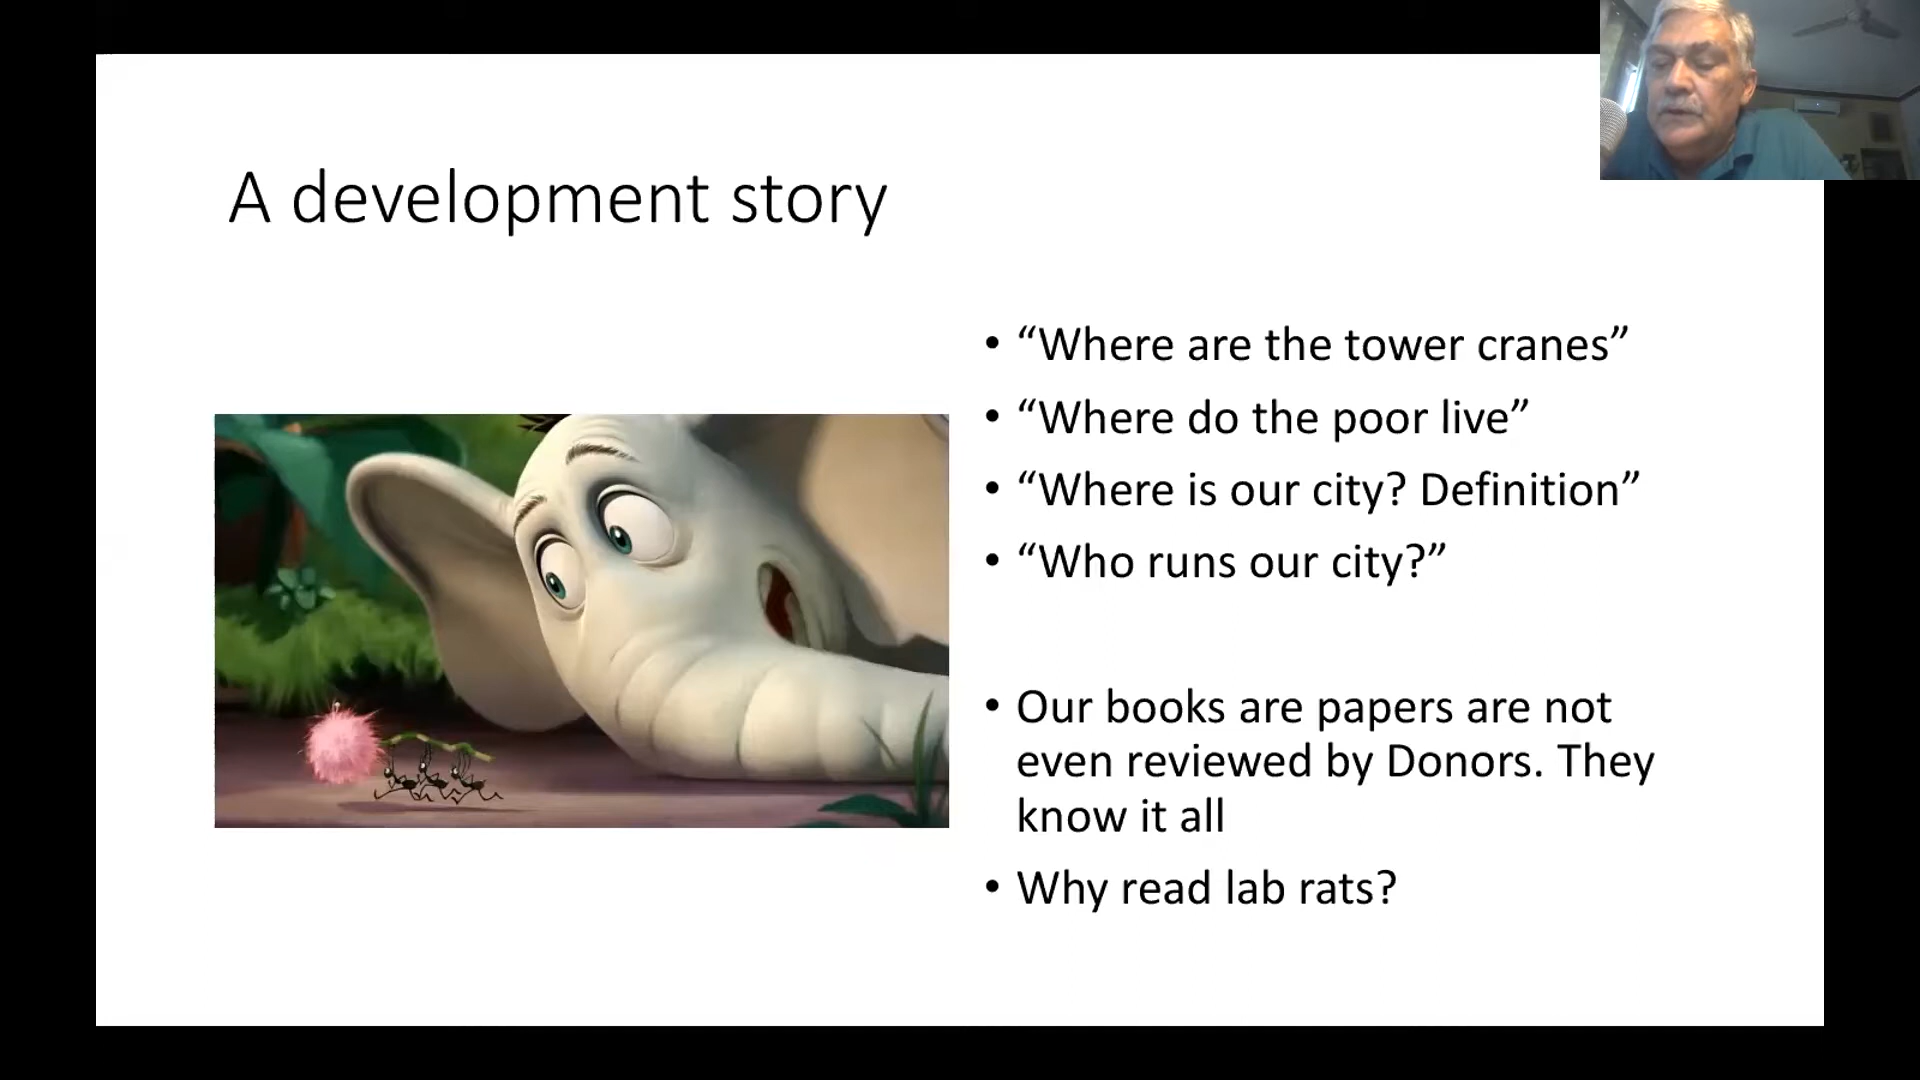 A development story
• “Where are the tower cranes”
• “Where do the poor live”
• “Where is our city? Definition”
• “Who runs our city?”
• Our books are papers are not
even reviewed by Donors. They
know it all
• Why read lab rats?